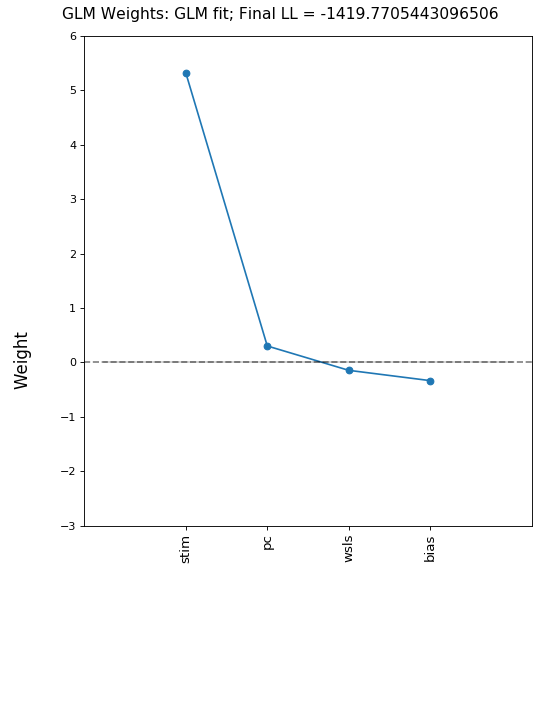 GLM Weights: GLM fit; Final LL = -1419.7705443096506
6
5
4
3
2
1
0
−1
−2
−3
Weight
stim
pc
wsls
bias